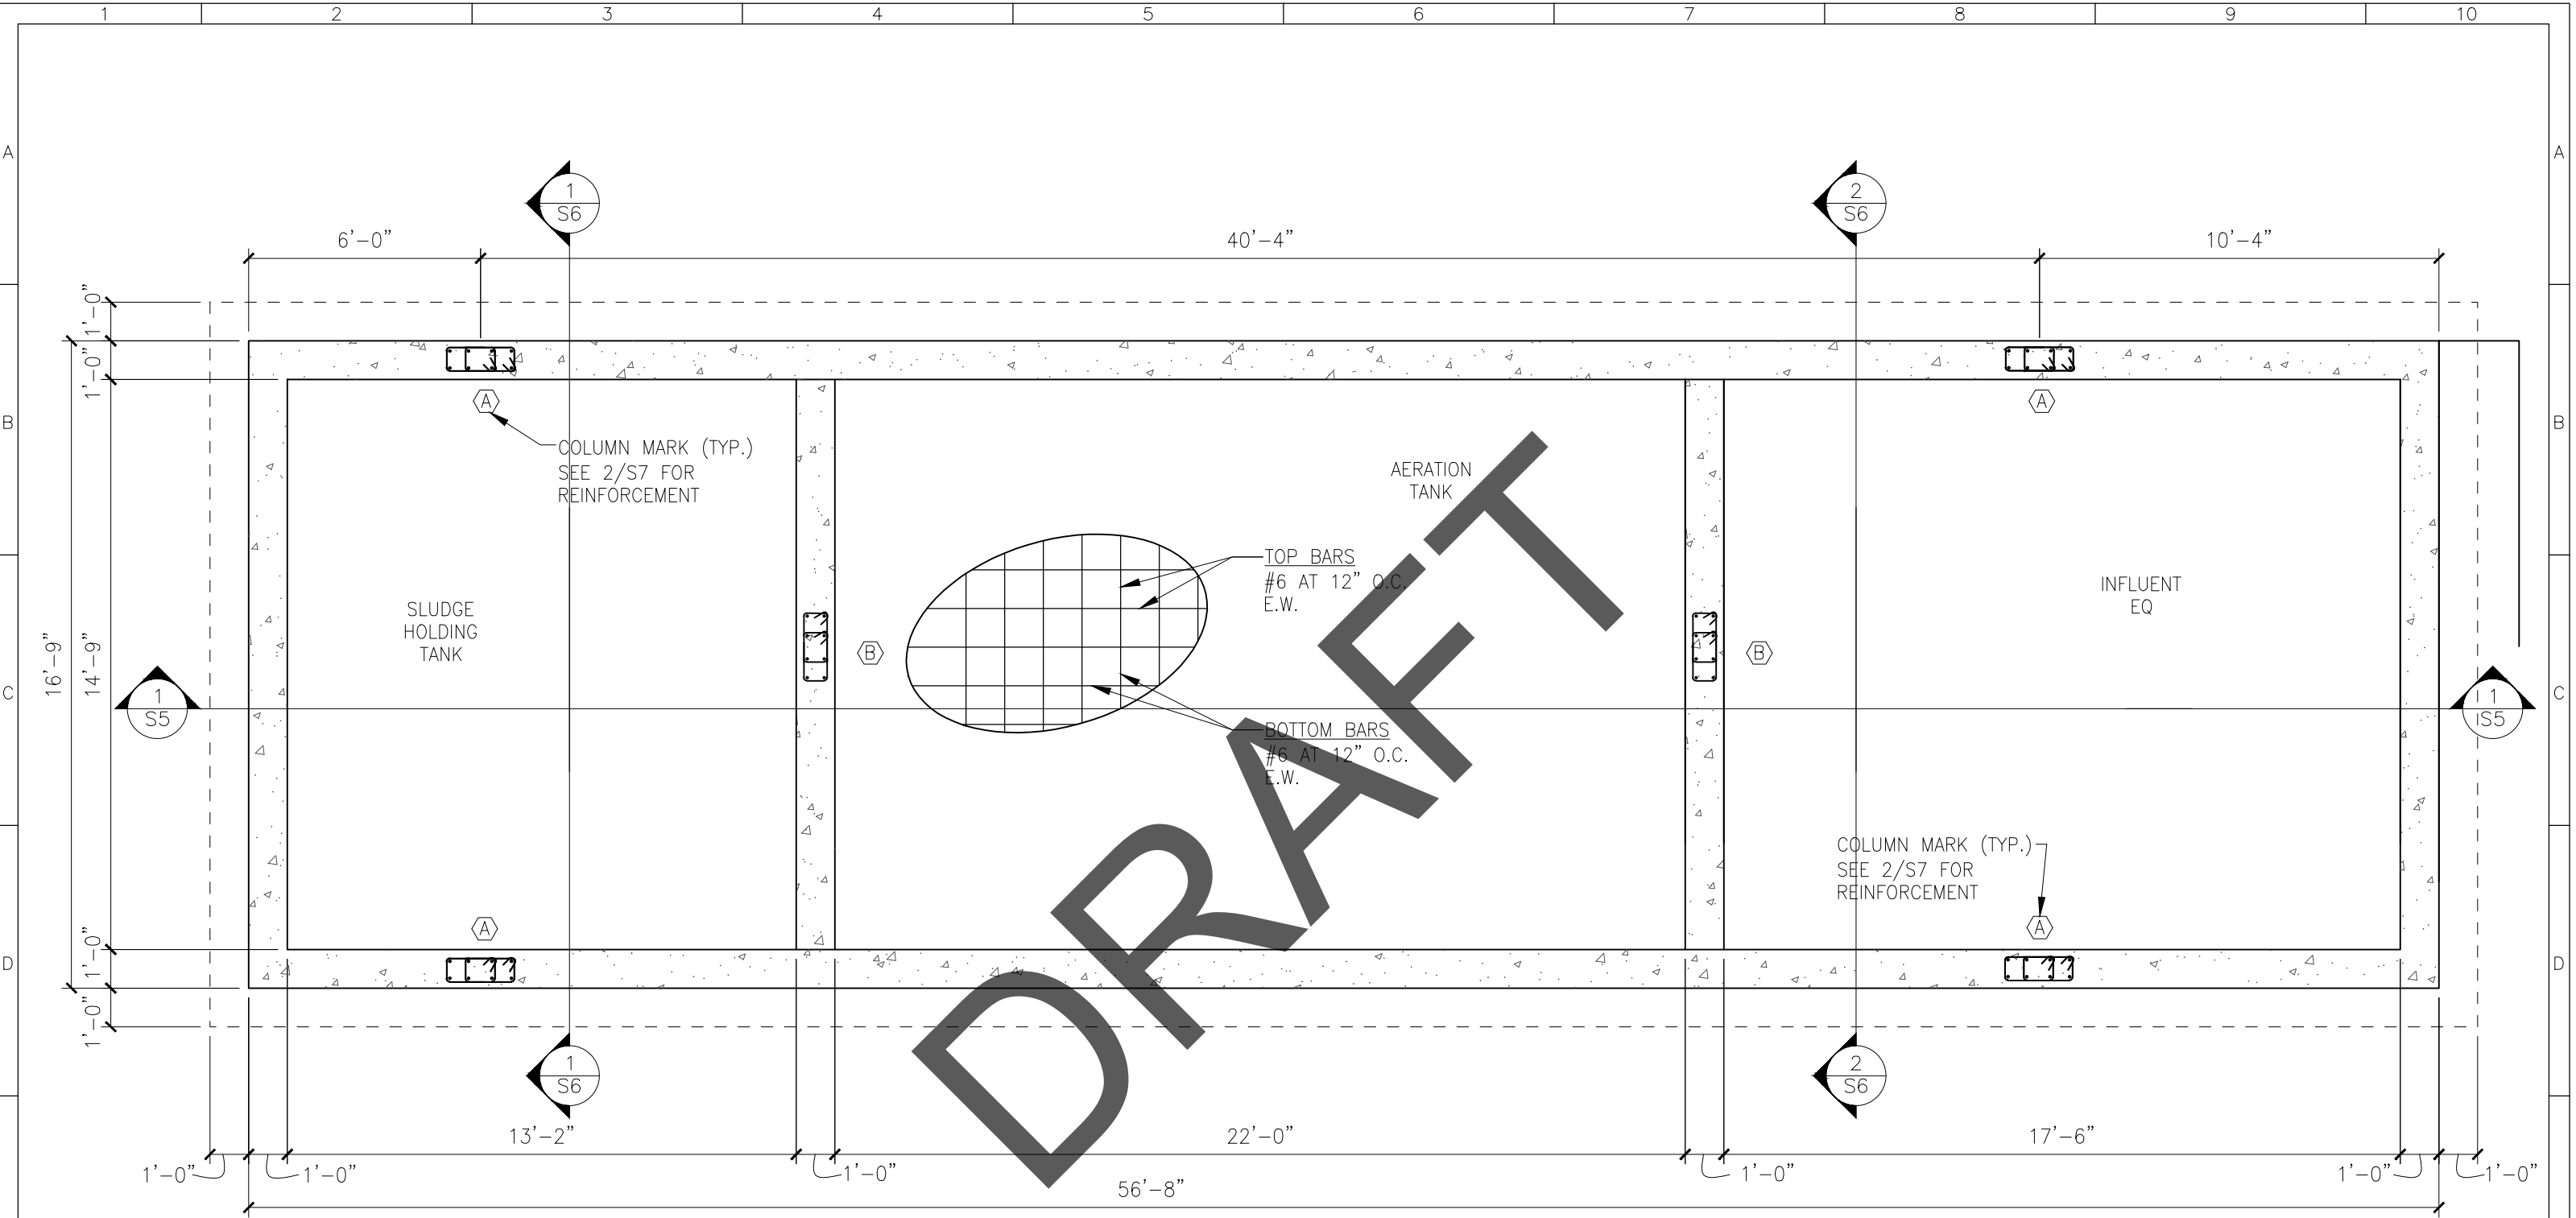 1 2 3 4 5 6 7 8 9 10
A A
1
S6
2
S6
6'-0" 40'-4" 10'-4"
1'-0"
1'-0"
A A
B B
COLUMN MARK (TYP.)
SEE 2/S7 FOR
REINFORCEMENT
AERATION
TANK
TOP BARS
#6 AT 12" O.C.
E.W.
INFLUENT
EQ
SLUDGE
HOLDING
TANK
16'-9"
14'-9"
B B
C C
1
S5
1
S5
BOTTOM BARS
#6 AT 12" O.C.
E.W.
DRAFT
COLUMN MARK (TYP.)
SEE 2/S7 FOR
REINFORCEMENT
A A
1'-0"
D D
1'-0"
1
S6
2
S6
13'-2" 22'-0" 17'-6"
1'-0" 1'-0" 1'-0" 1'-0" 1'-0" 1'-0"
56'-8"